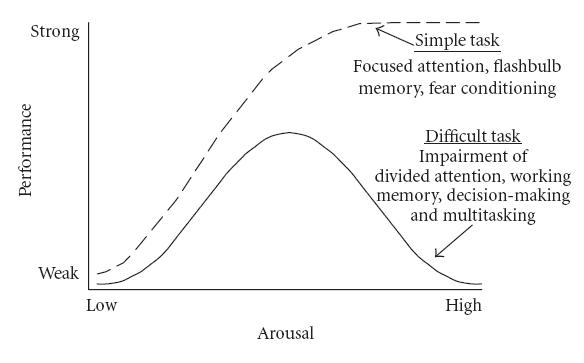 Strong
Simple task
Focused attention, flashbulb
memory, fear conditioning
Performance
Difficult task
Impairment of
divided attention, working
memory, decision-making
and multitasking
Weak
Low
High
Arousal